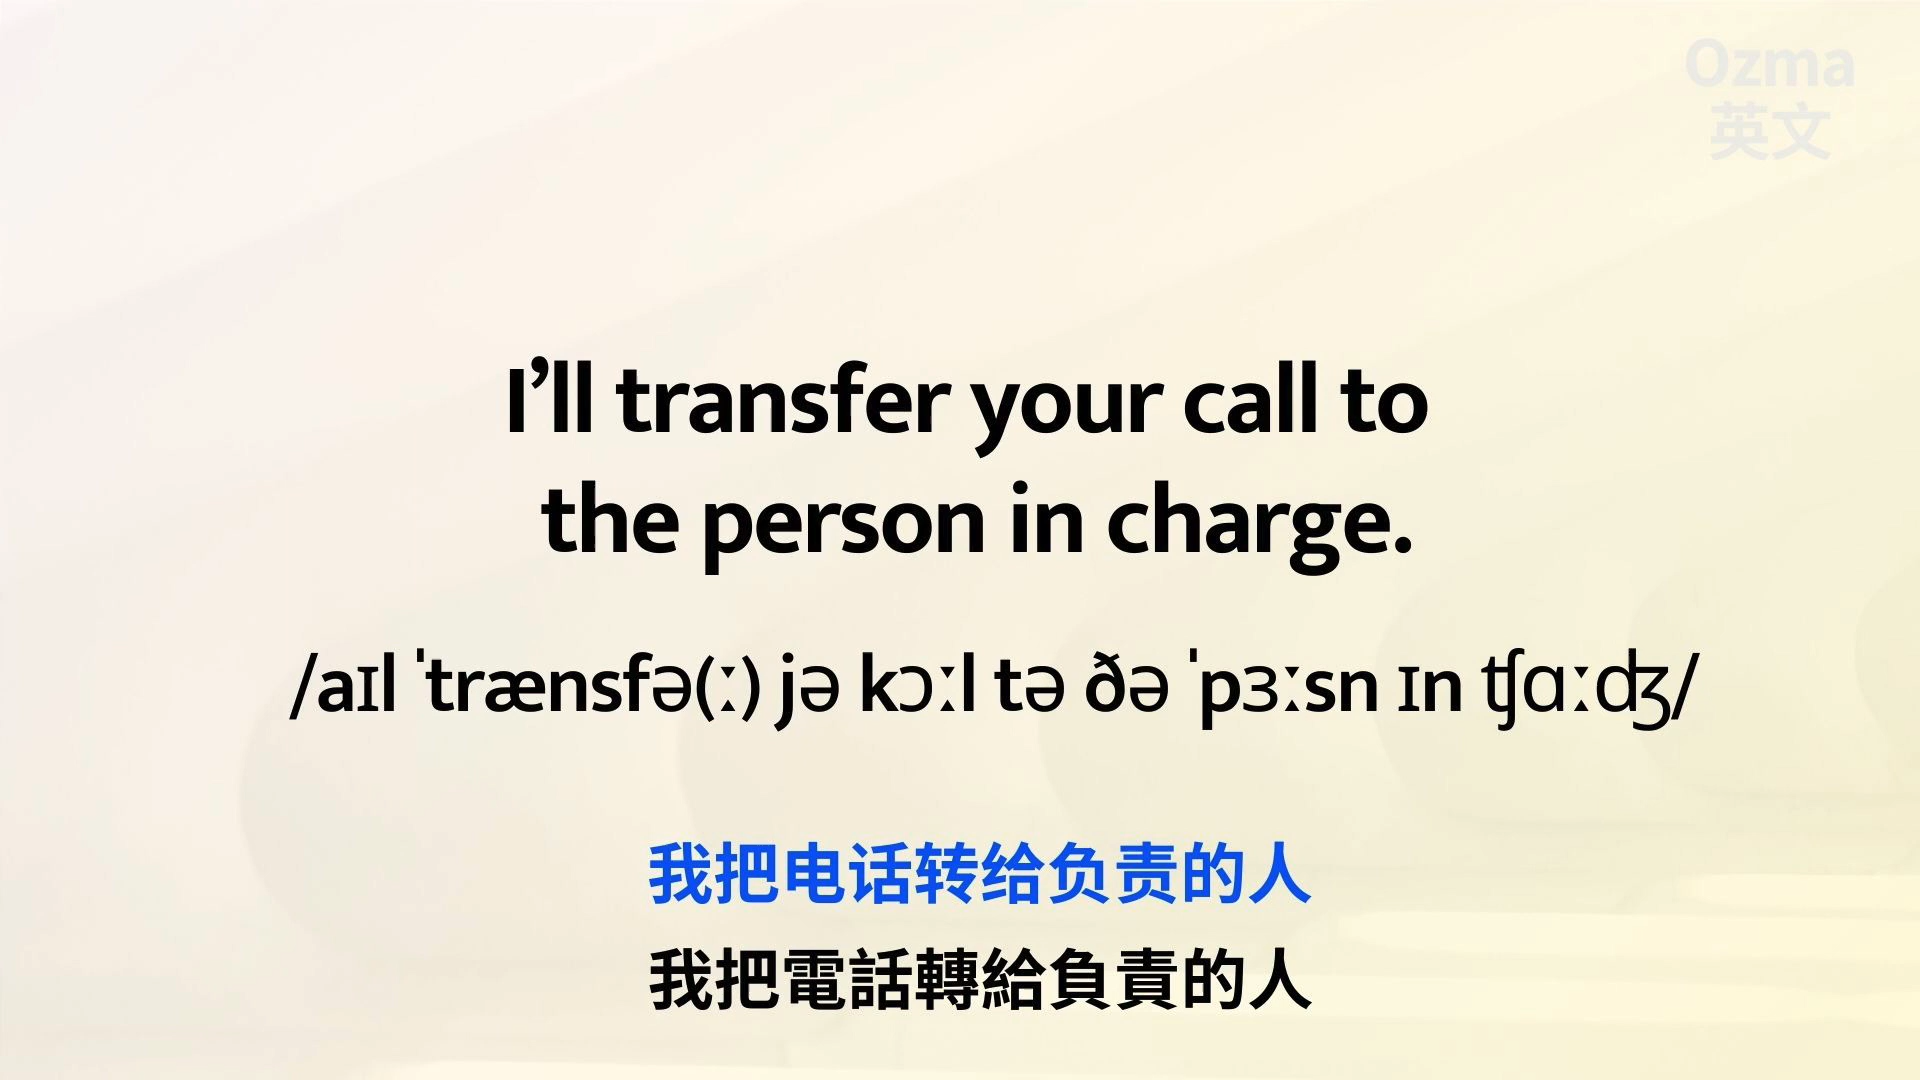 Ozma
英文
I’ll transfer your call to
the person in charge.
/aɪl ˈtrænsfə(ː) jə kɔːl tə ðə ˈpɜːsn ɪn ʧɑːʤ/
我把电话转给负责的人
我把電話轉給負責的人